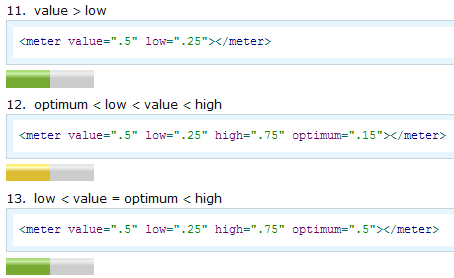 11. value > low
<meter value=".5" low=".25"></meter>
12. optimum < low < value < high
<meter value=".5" low=".25" high=".75" optimum=".15"></meter>
13. low < value = optimum < high
<meter value=".5" low=".25" high=".75" optimum=".5"></meter>